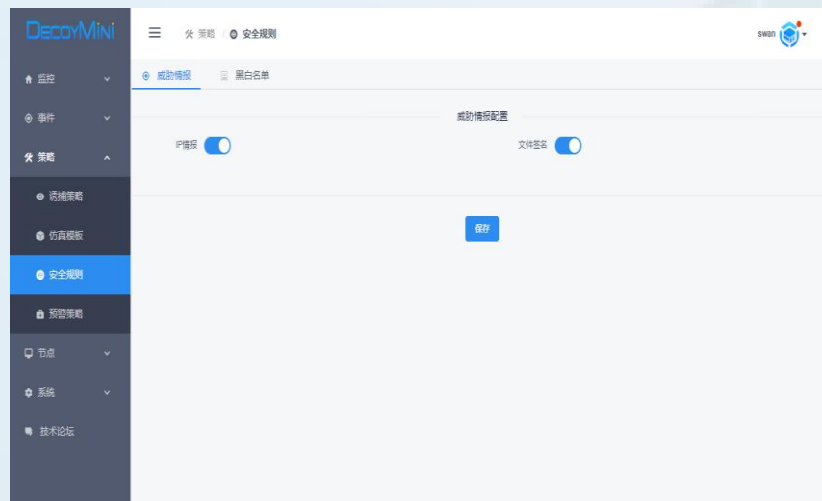 DECOYMINI
策略 / 安全规则
swan
监控
事件
策略
诱捕策略
仿真模板
安全规则
预警策略
节点
系统
技术论坛
威胁情报 黑白名单
威胁情报配置
IP情报 文件签名
保存